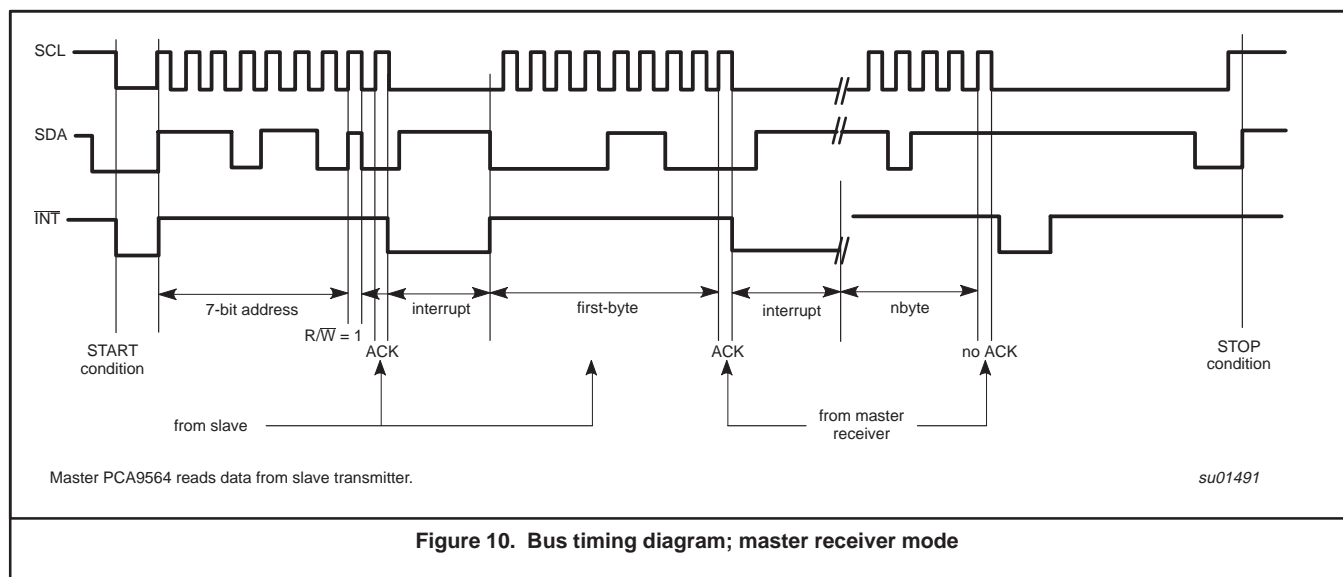 SCL
SDA
I̅N̅T̅
7-bit address
interrupt
first-byte
interrupt
nbyte
R/W̅ = 1
START
condition
ACK
ACK
no ACK
STOP
condition
from slave
from master
receiver
Master PCA9564 reads data from slave transmitter.
su01491
Figure 10. Bus timing diagram; master receiver mode